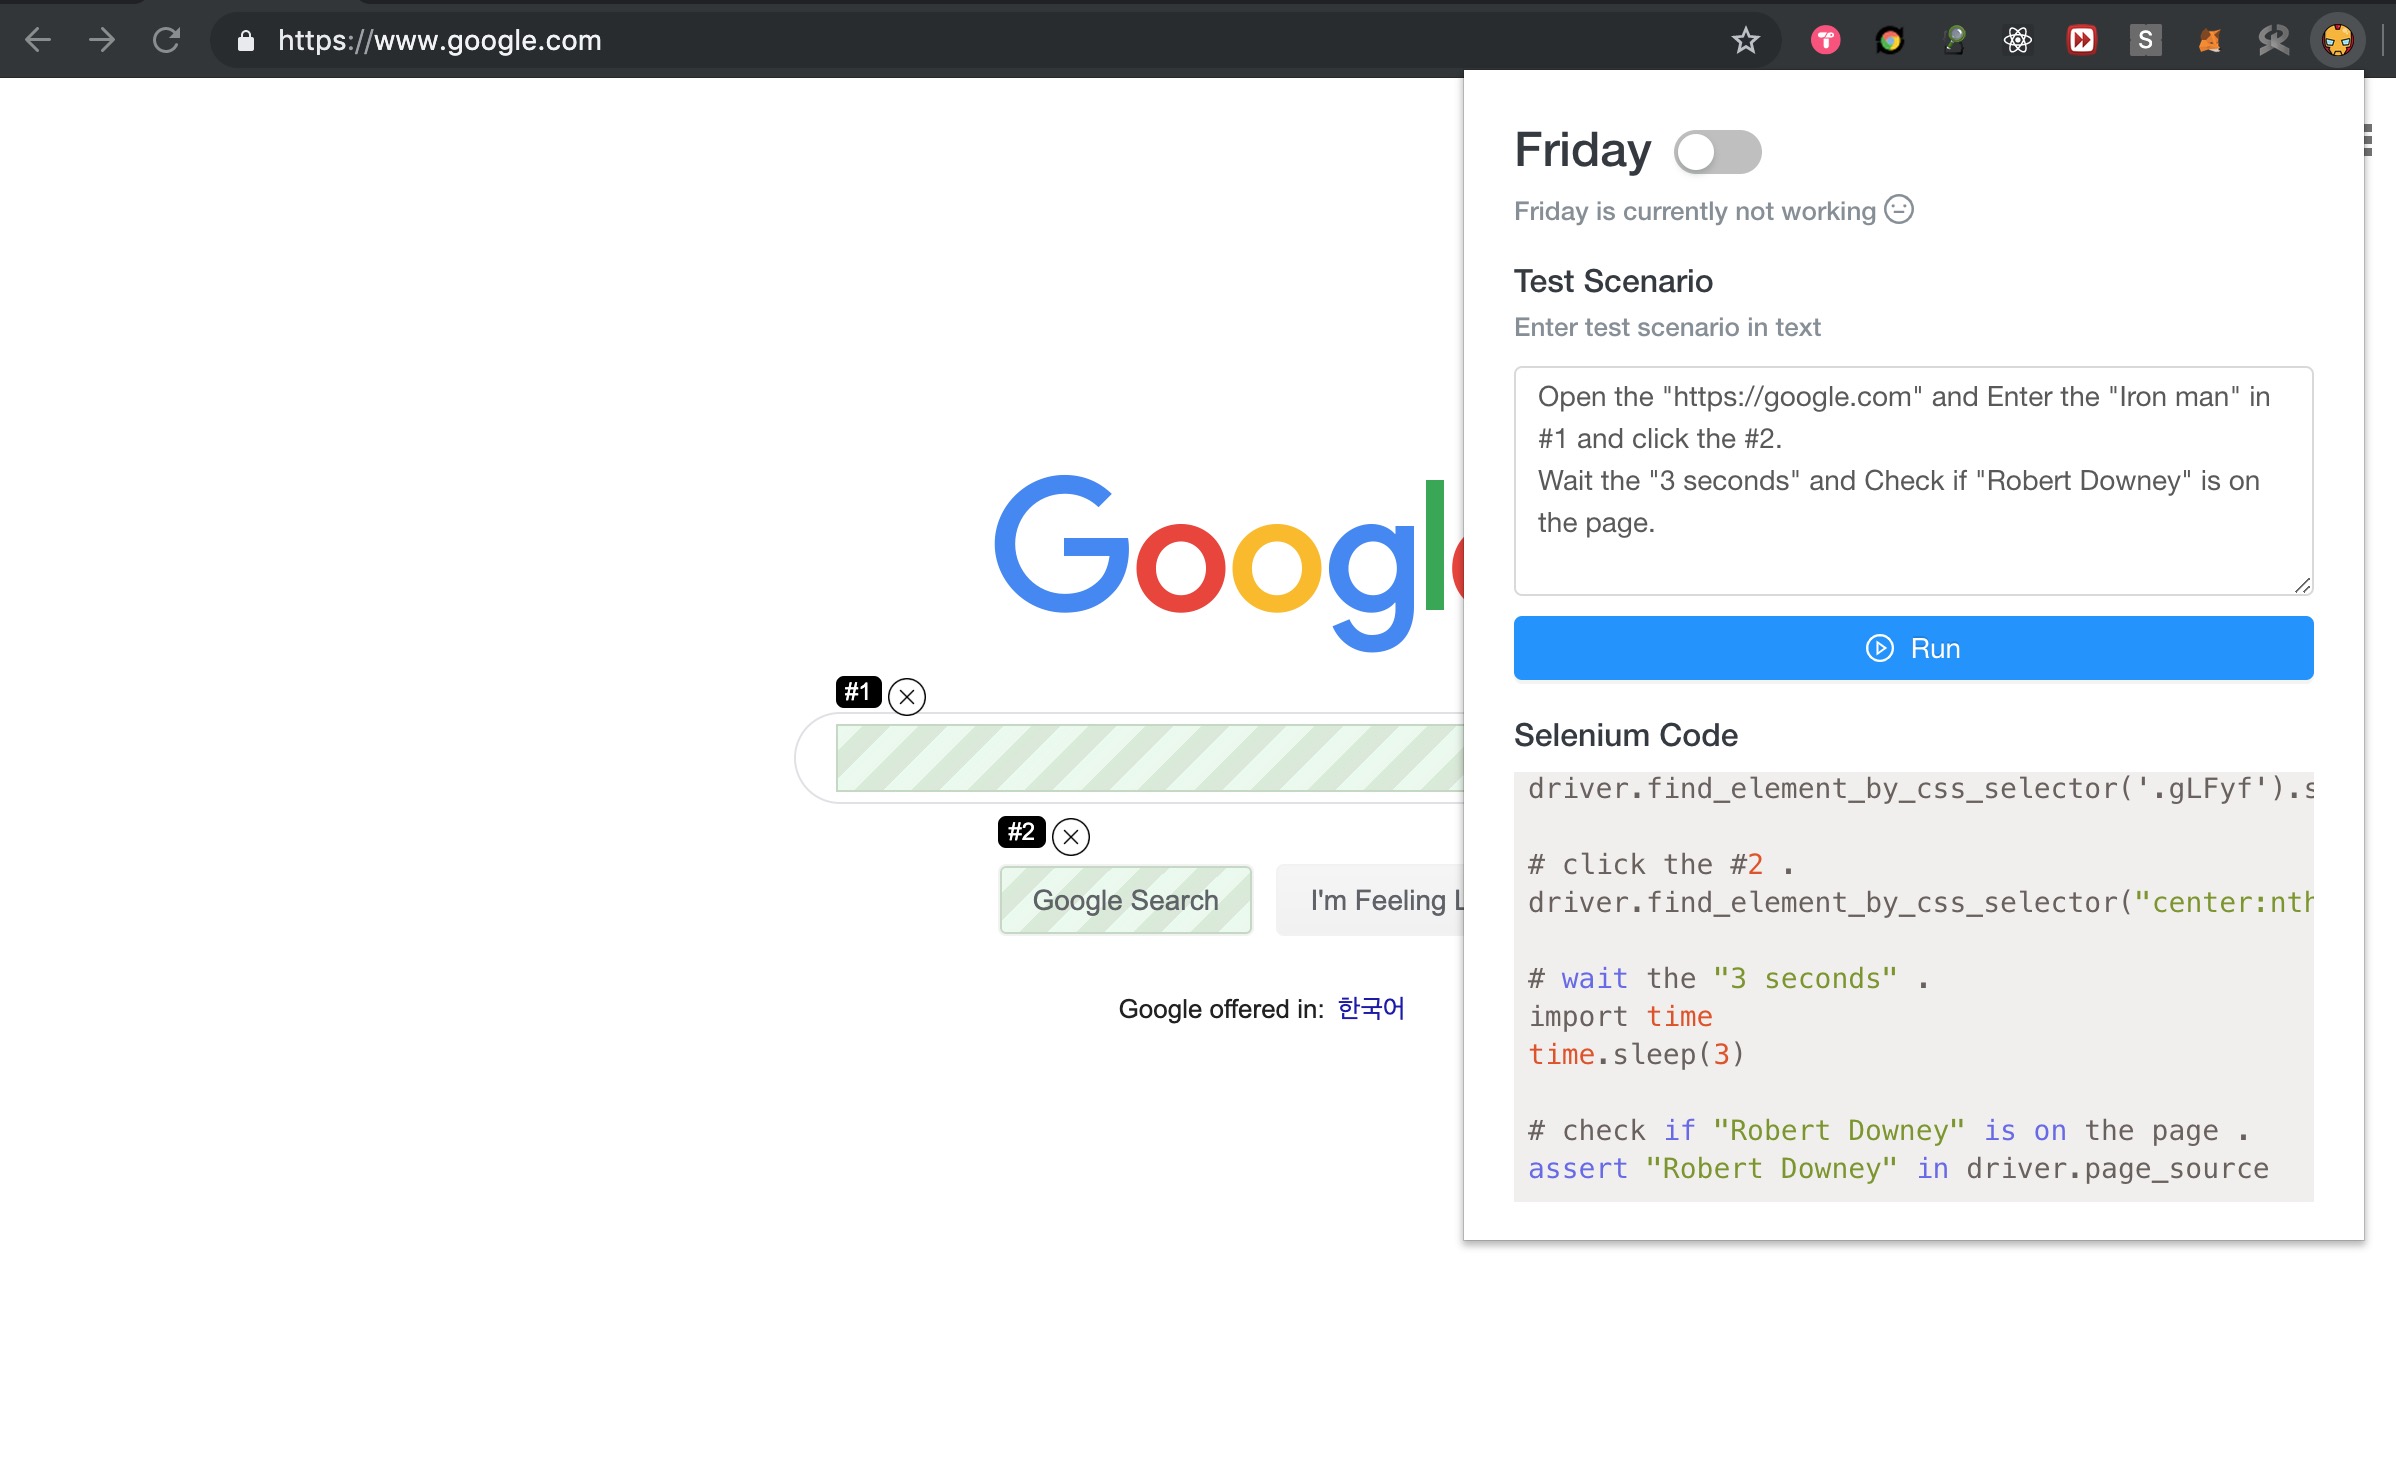 https://www.google.com
S
Friday
Friday is currently not working
Test Scenario
Enter test scenario in text
Open the "https://google.com" and Enter the "Iron man" in
#1 and click the #2.
Wait the "3 seconds" and Check if "Robert Downey" is on
the page.
Run
Selenium Code
driver.find_element_by_css_selector('.gLFyf').s
# click the #2 .
driver.find_element_by_css_selector("center:nth
# wait the "3 seconds" .
import time
time.sleep(3)
# check if "Robert Downey" is on the page .
assert "Robert Downey" in driver.page_source
Googl
#1
#2
Google Search
I'm Feeling L
Google offered in: 한국어